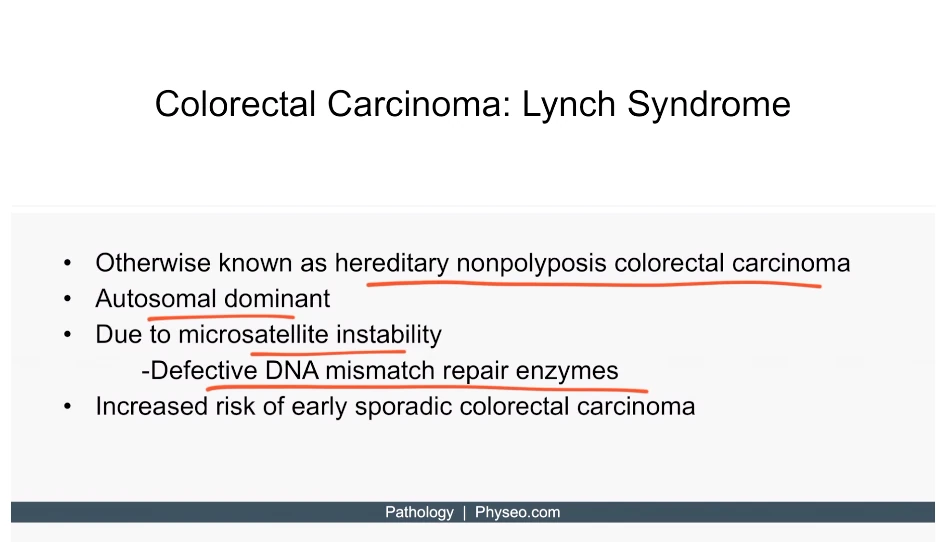 Colorectal Carcinoma: Lynch Syndrome
• Otherwise known as hereditary nonpolyposis colorectal carcinoma
• Autosomal dominant
• Due to microsatellite instability
-Defective DNA mismatch repair enzymes
• Increased risk of early sporadic colorectal carcinoma
Pathology | Physeo.com